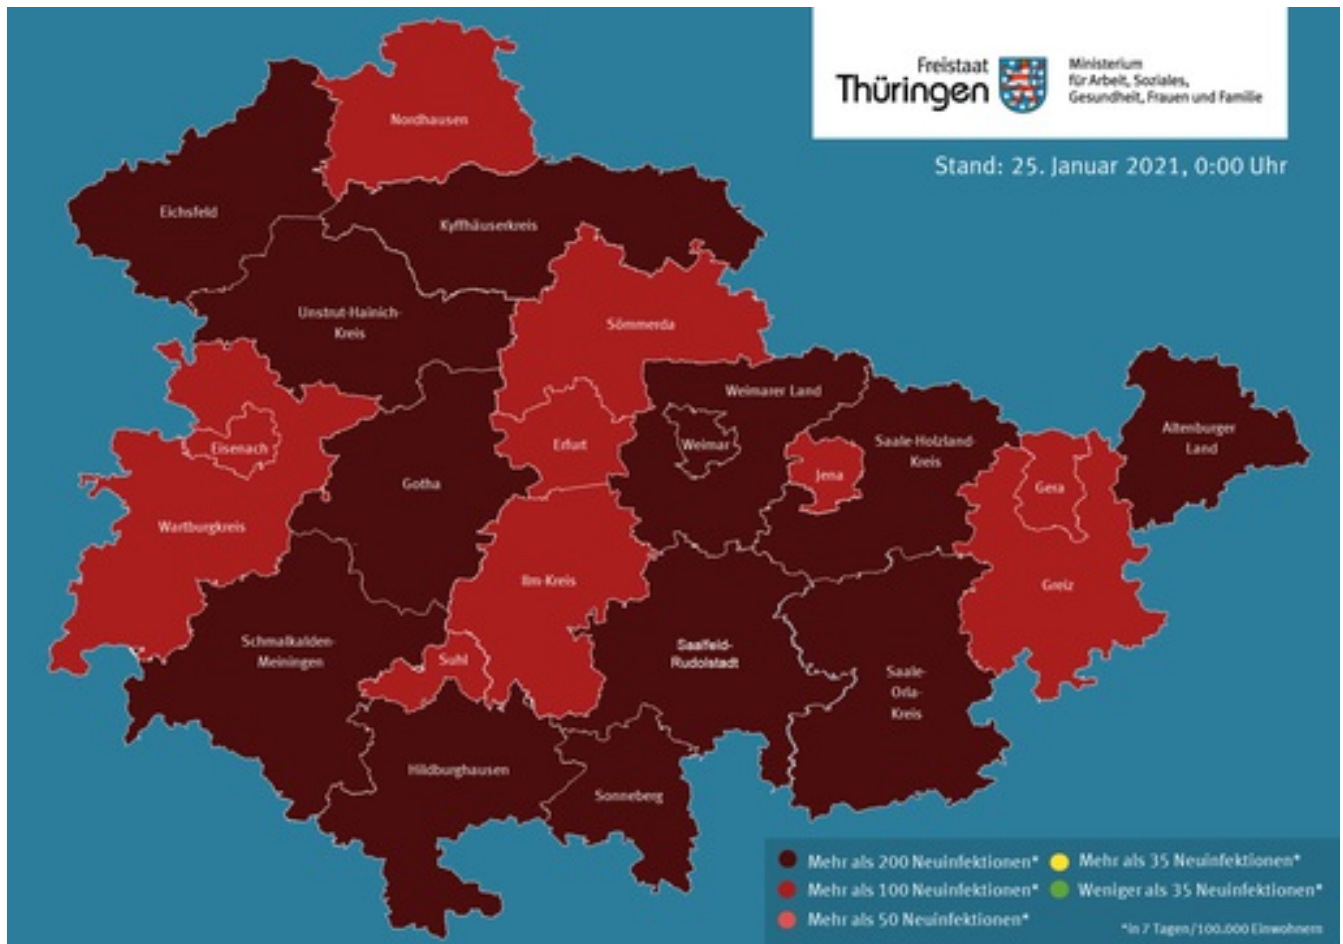 Freistaat
Thüringen
Ministerium
für Arbeit, Soziales,
Gesundheit, Frauen und Familie
Stand: 25. Januar 2021, 0:00 Uhr
Nordhausen
Eichsfeld
Kyffhäuserkreis
Unstrut-Hainich-
Kreis
Sömmerda
Weimarer Land
Eisenach
Erfurt
Weimar
Saale-Holzland-
Kreis
Altenburger
Land
Jena
Gera
Gotha
Wartburgkreis
Ilm-Kreis
Greiz
Schmalkalden-
Meiningen
Suhl
Saalfeld-
Rudolstadt
Saale-
Orla-
Kreis
Hildburghausen
Sonneberg
Mehr als 200 Neuinfektionen*
Mehr als 35 Neuinfektionen*
Mehr als 100 Neuinfektionen*
Weniger als 35 Neuinfektionen*
Mehr als 50 Neuinfektionen*
*in 7 Tagen/100.000 Einwohnern